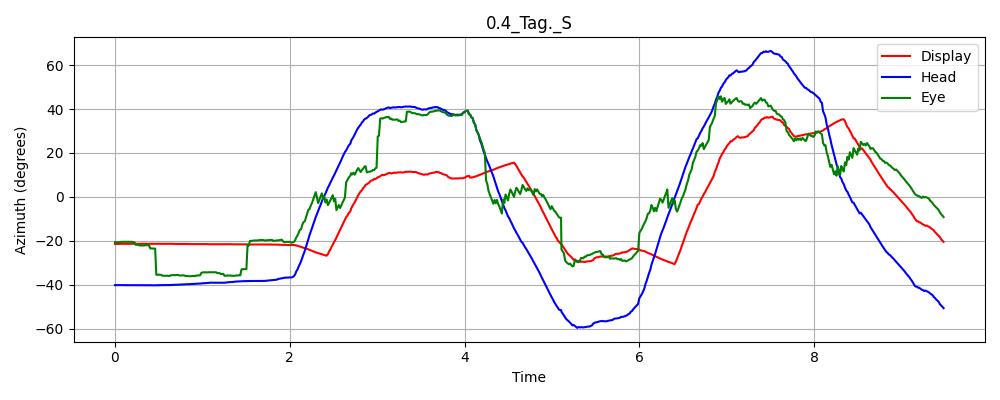 0.4_Tag._S
Azimuth (degrees)
60
40
20
0
−20
−40
−60
Display
Head
Eye
0 2 4 6 8
Time